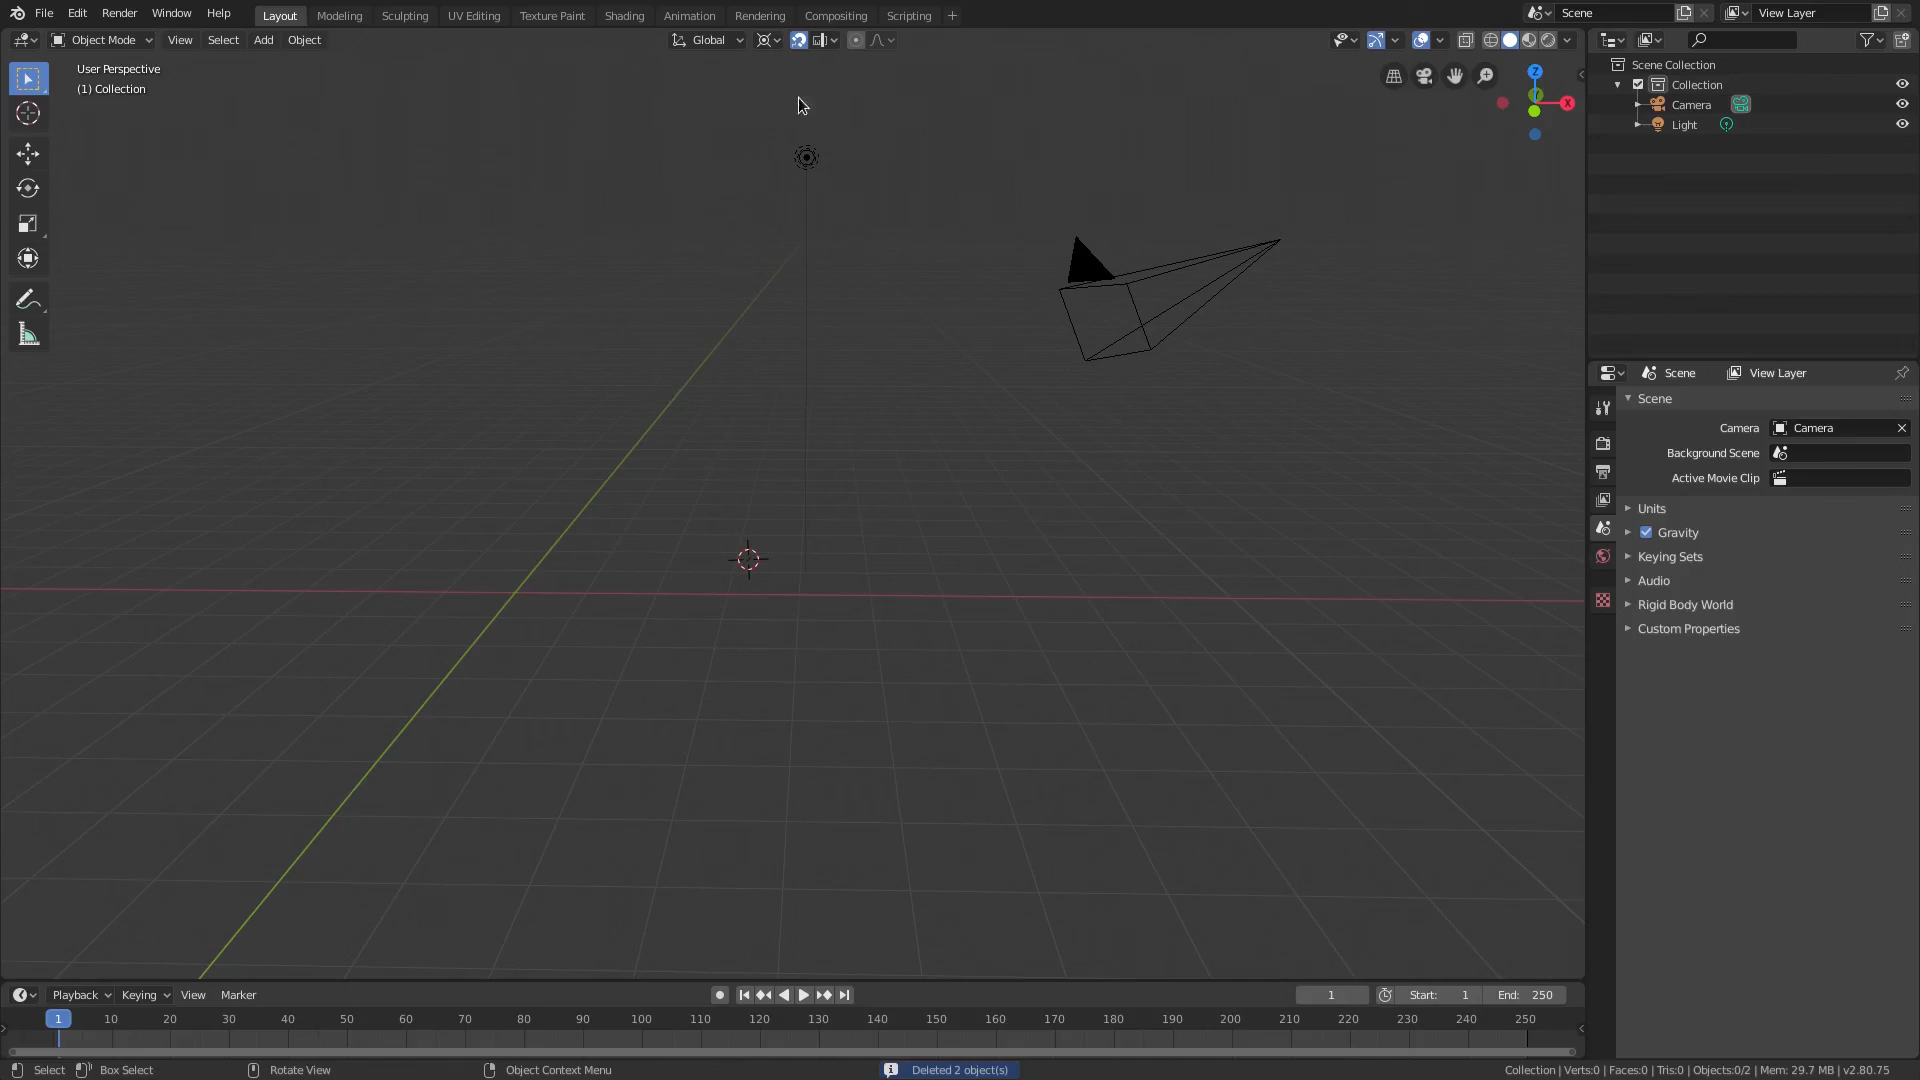 File Edit Render Window Help Layout Modeling Sculpting UV Editing Texture Paint Shading Animation Rendering Compositing Scripting + Scene View Layer
Object Mode View Select Add Object Global
User Perspective
(1) Collection
Z
Y
X
Scene Collection
Collection
Camera
Light
Scene View Layer
Scene
Camera Camera
Background Scene
Active Movie Clip
Units
Gravity
Keying Sets
Audio
Rigid Body World
Custom Properties
Playback Keying View Marker 1 Start: 1 End: 250
1 10 20 30 40 50 60 70 80 90 100 110 120 130 140 150 160 170 180 190 200 210 220 230 240 250
Select Box Select Rotate View Object Context Menu Deleted 2 object(s) Collection | Verts:0 | Faces:0 | Tris:0 | Objects:0/2 | Mem: 29.7 MB | v2.80.75